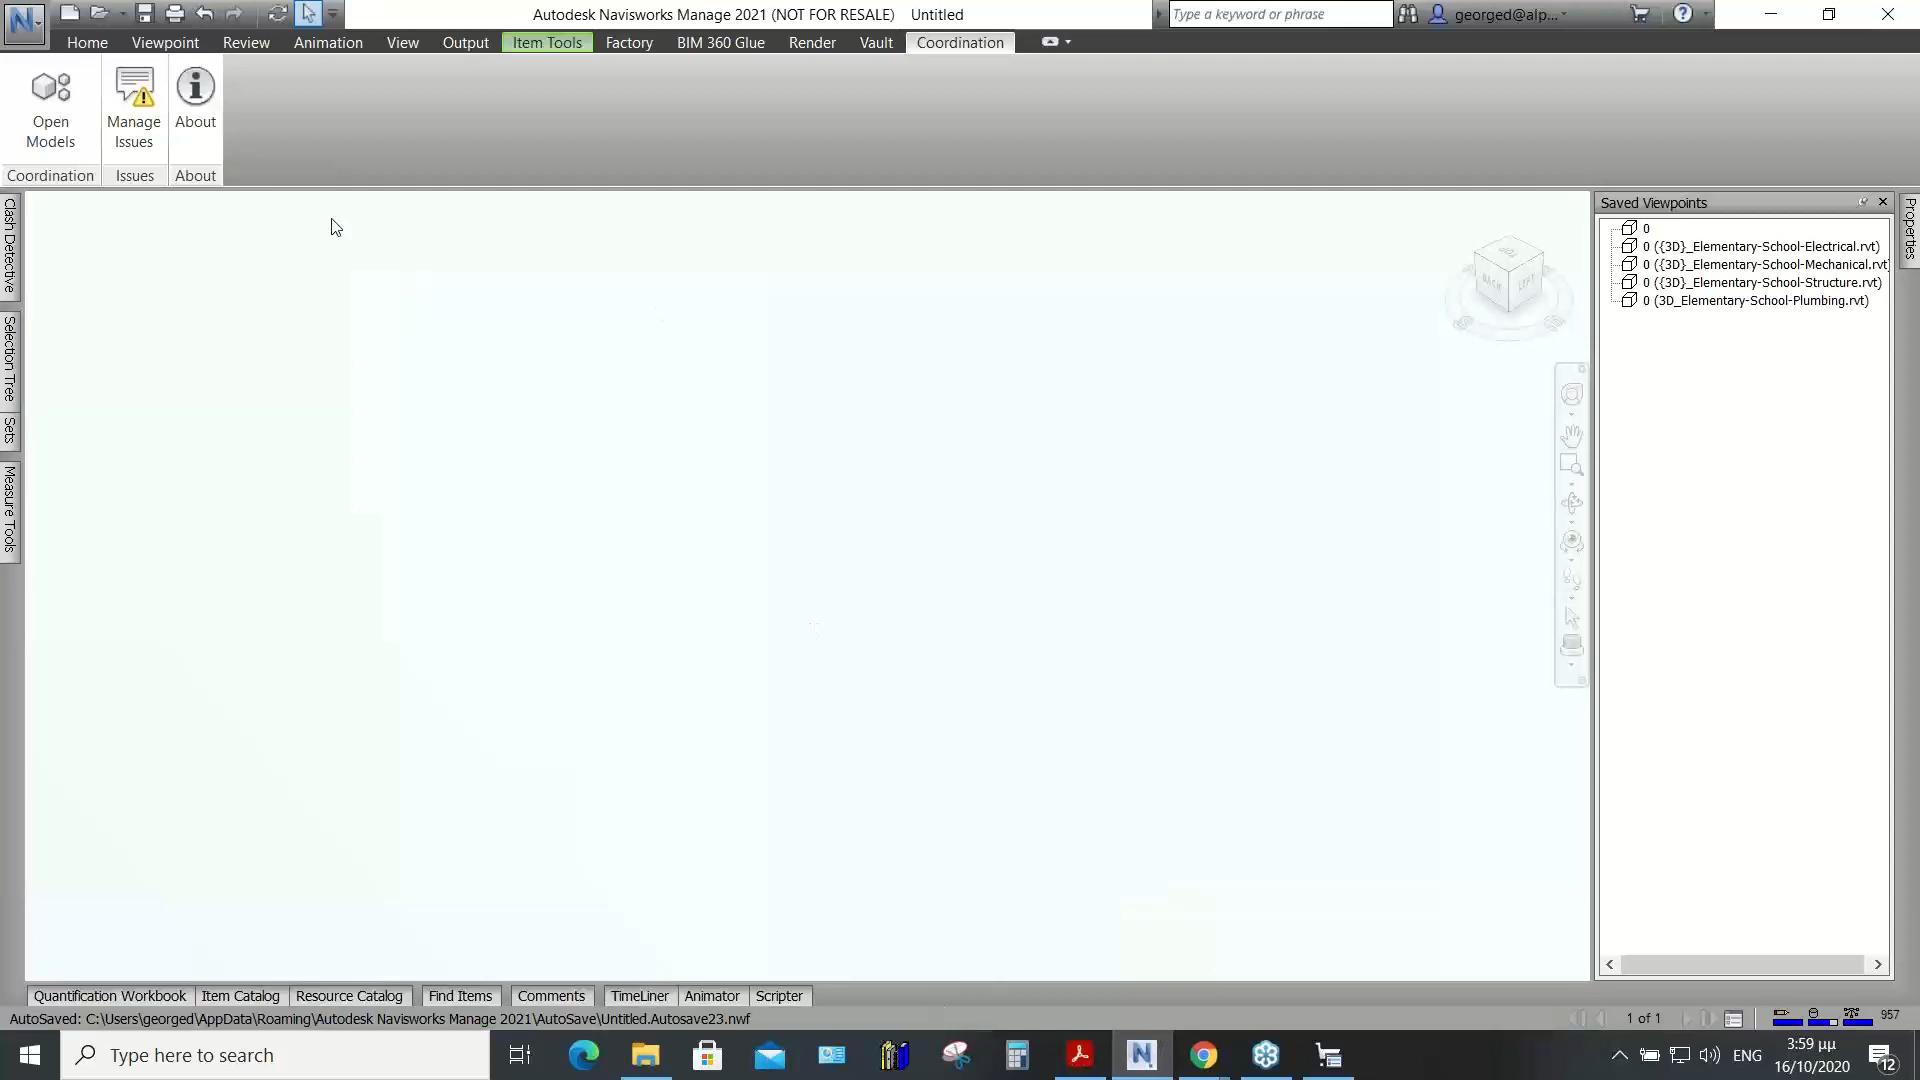 Autodesk Navisworks Manage 2021 (NOT FOR RESALE) Untitled
Type a keyword or phrase
georged@alp...
Home Viewpoint Review Animation View Output Item Tools Factory BIM 360 Glue Render Vault Coordination
Open Models
Manage Issues
About
Coordination Issues About
Clash Detective
Selection Tree
Sets
Measure Tools
BACK LEFT
Saved Viewpoints
0
0 ({3D}_Elementary-School-Electrical.rvt)
0 ({3D}_Elementary-School-Mechanical.rvt)
0 ({3D}_Elementary-School-Structure.rvt)
0 (3D_Elementary-School-Plumbing.rvt)
Properties
Quantification Workbook Item Catalog Resource Catalog Find Items Comments TimeLiner Animator Scripter
AutoSaved: C:\Users\georged\AppData\Roaming\Autodesk Navisworks Manage 2021\AutoSave\Untitled.Autosave23.nwf
1 of 1
957
Type here to search
ENG
3:59 μμ
16/10/2020
12